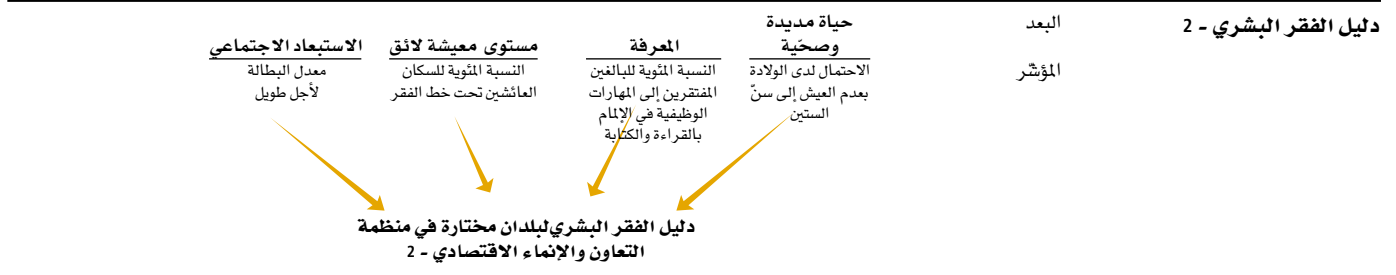 دليل الفقر البشري - 2
البعد
حياة مديدة
وصحّية
المعرفة
مستوى معيشة لائق
الاستبعاد الاجتماعي
المؤشّر
الاحتمال لدى الولادة
بعدم العيش إلى سنّ
الستين
النسبة المئوية للبالغين
المفتقرين إلى المهارات
الوظيفية في الإلمام
بالقراءة والكتابة
النسبة المئوية للسكان
العائشين تحت خط الفقر
معدل البطالة
لأجل طويل
دليل الفقر البشريلبلدان مختارة في منظمة
التعاون والإنماء الاقتصادي - 2